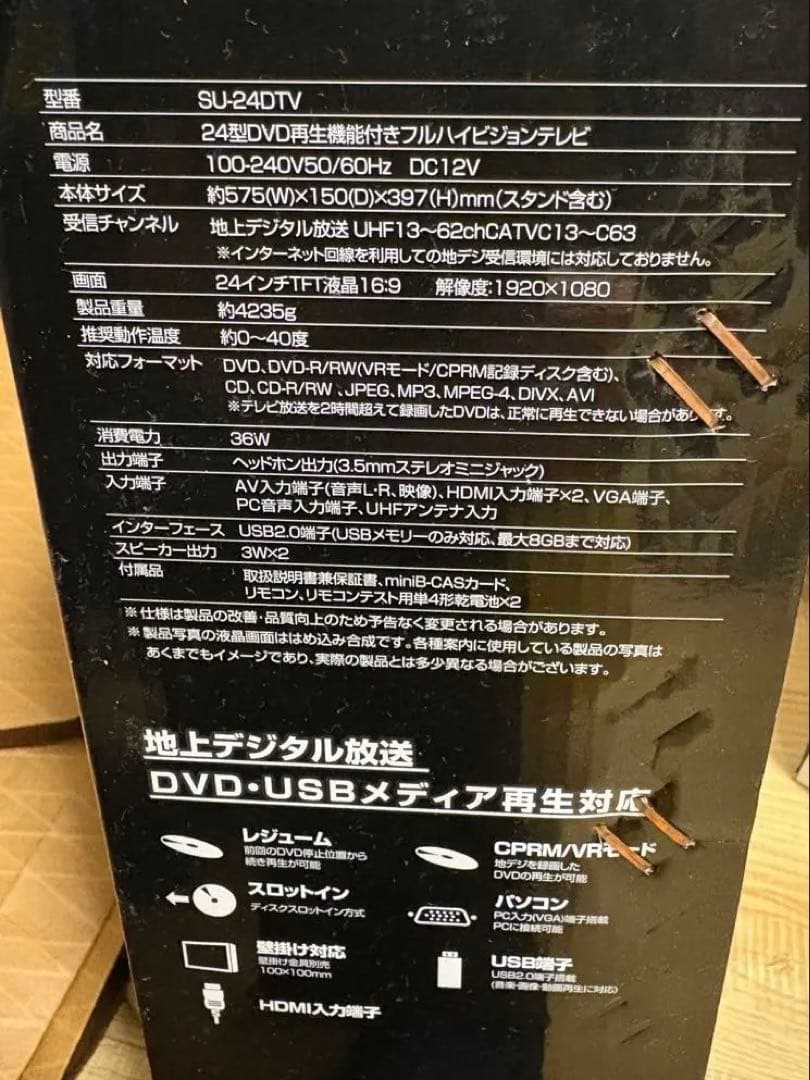 型番 SU-24DTV
商品名 24型DVD再生機能付きフルハイビジョンテレビ
電源 100-240V50/60Hz DC12V
本体サイズ 約575(W)×150(D)×397(H)mm(スタンド含む)
受信チャンネル 地上デジタル放送 UHF13〜62chCATVC13〜C63
※インターネット回線を利用しての地デジ受信環境には対応しておりません。
画面 24インチTFT液晶16:9 解像度:1920×1080
製品重量 約4235g
推奨動作温度 約0〜40度
対応フォーマット DVD、DVD-R/RW(VRモード/CPRM記録ディスク含む)、
CD、CD-R/RW、JPEG、MP3、MPEG-4、DIVX、AVI
※テレビ放送を2時間超えて録画したDVDは、正常に再生できない場合があります。
消費電力 36W
出力端子 ヘッドホン出力(3.5mmステレオミニジャック)
入力端子 AV入力端子(音声L・R、映像)、HDMI入力端子×2、VGA端子、
PC音声入力端子、UHFアンテナ入力
インターフェース USB2.0端子(USBメモリーのみ対応、最大8GBまで対応)
スピーカー出力 3W×2
付属品 取扱説明書兼保証書、miniB-CASカード、
リモコン、リモコンテスト用単4形乾電池×2
※仕様は製品の改善・品質向上のため予告なく変更される場合があります。
※製品写真の液晶画面ははめ込み合成です。各種案内に使用している製品の写真は
あくまでもイメージであり、実際の製品とは多少異なる場合がございます。
地上デジタル放送
DVD・USBメディア再生対応
レジューム
前回のDVD停止位置から
続き再生が可能
CPRM/VRモード
地デジを録画した
DVDの再生が可能
スロットイン
ディスクスロットイン方式
パソコン
PC入力(VGA)端子搭載
PCに接続可能
壁掛け対応
壁掛け金具別売
100×100mm
USB端子
USB2.0端子搭載
(音楽・画像・動画再生に対応)
HDMI入力端子